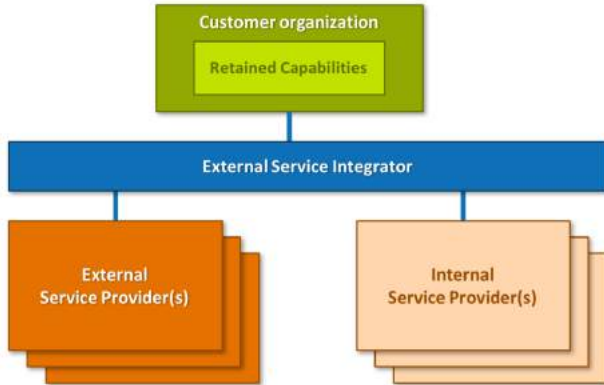 Customer organization
Retained Capabilities
External Service Integrator
External
Service Provider(s)
Internal
Service Provider(s)